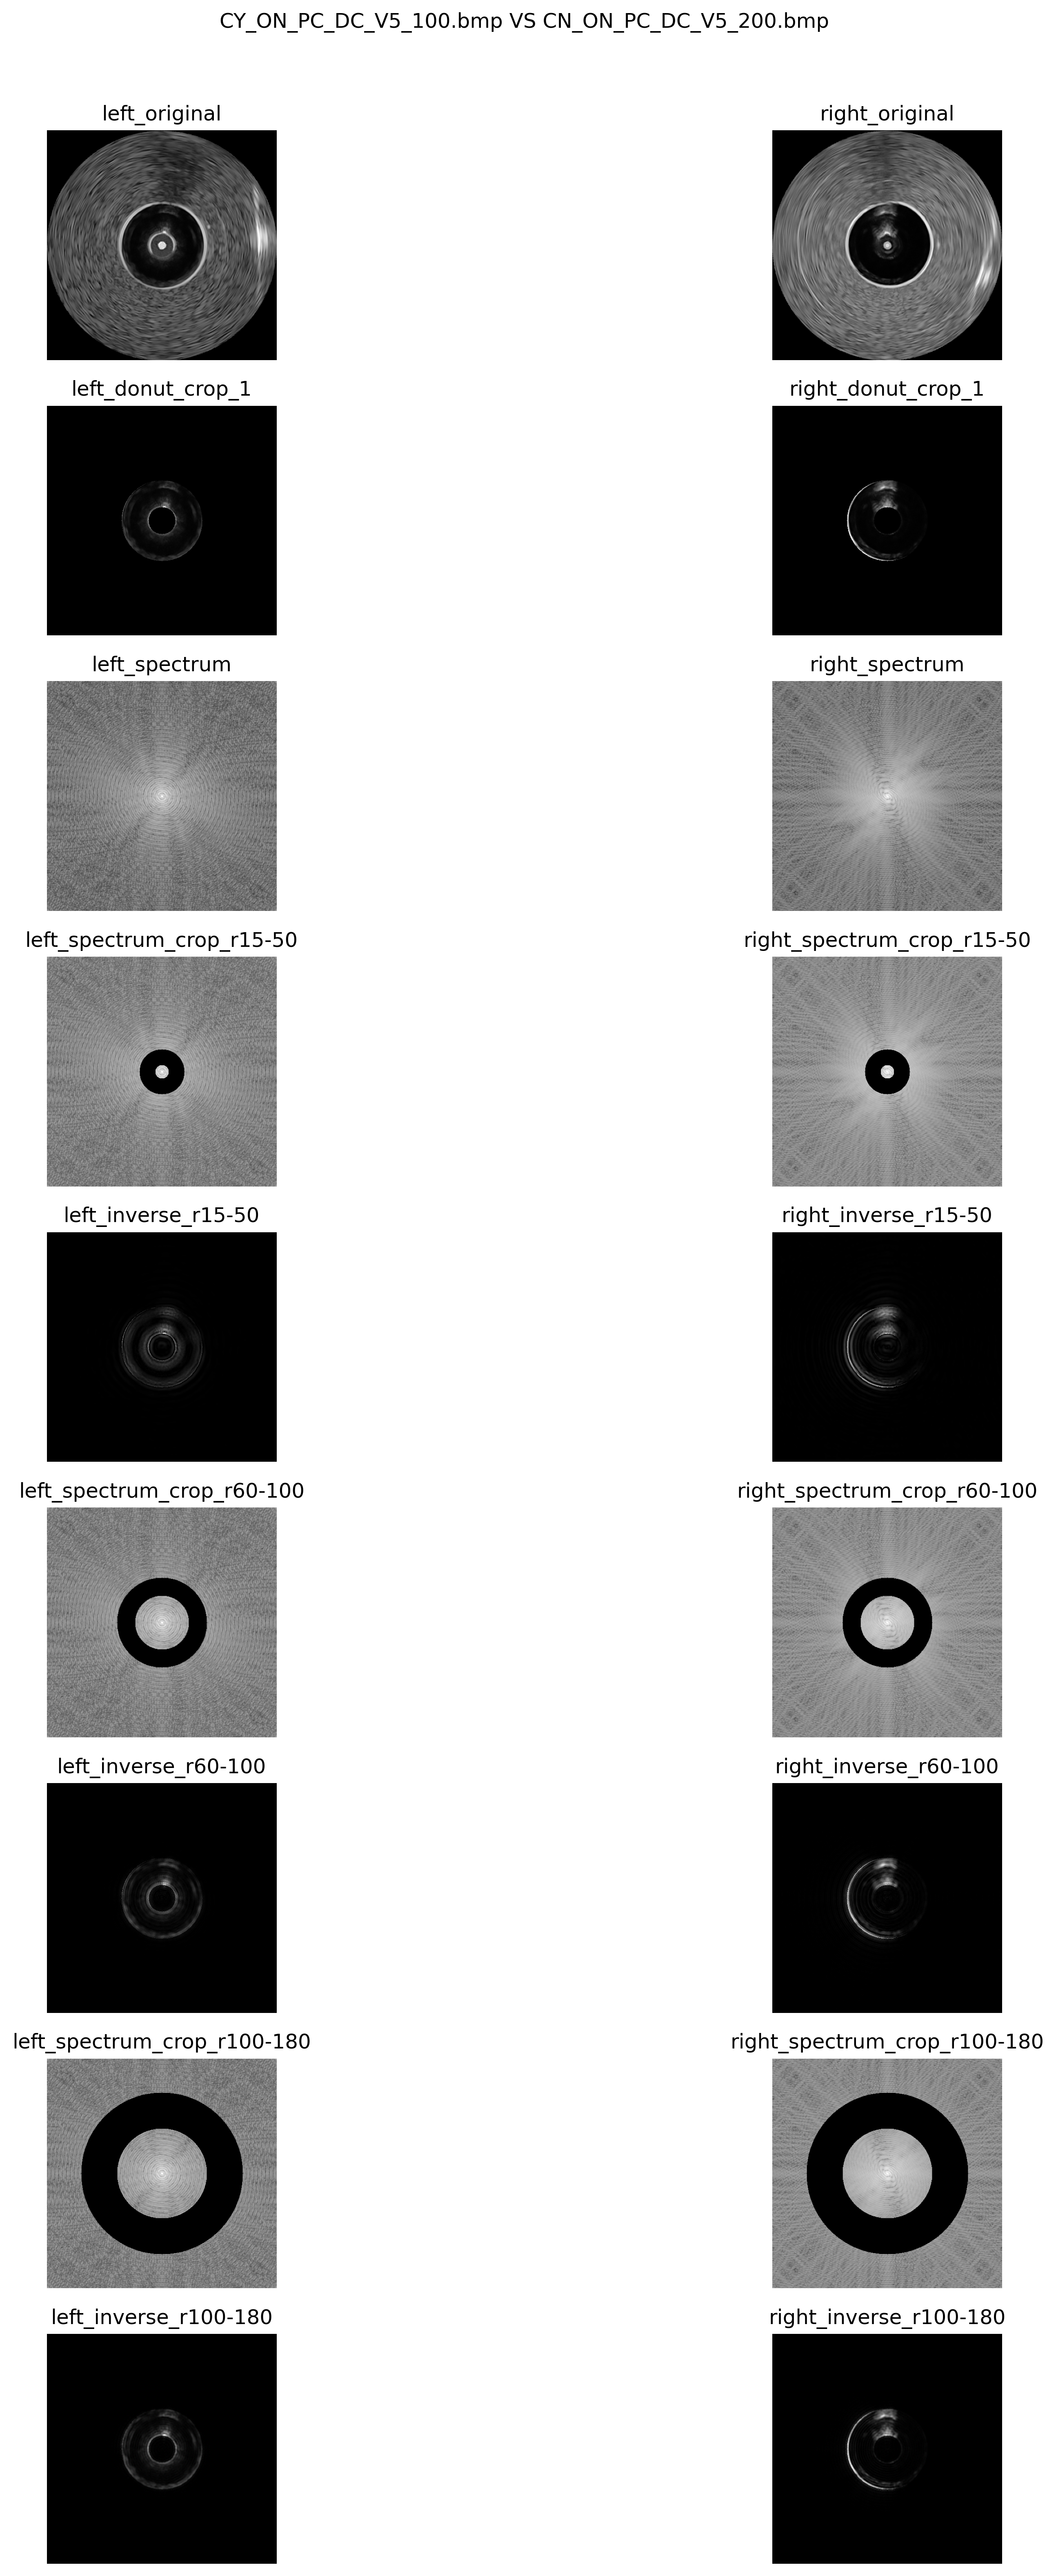 CY_ON_PC_DC_V5_100.bmp VS CN_ON_PC_DC_V5_200.bmp
left_original
right_original
left_donut_crop_1
right_donut_crop_1
left_spectrum
right_spectrum
left_spectrum_crop_r15-50
right_spectrum_crop_r15-50
left_inverse_r15-50
right_inverse_r15-50
left_spectrum_crop_r60-100
right_spectrum_crop_r60-100
left_inverse_r60-100
right_inverse_r60-100
left_spectrum_crop_r100-180
right_spectrum_crop_r100-180
left_inverse_r100-180
right_inverse_r100-180